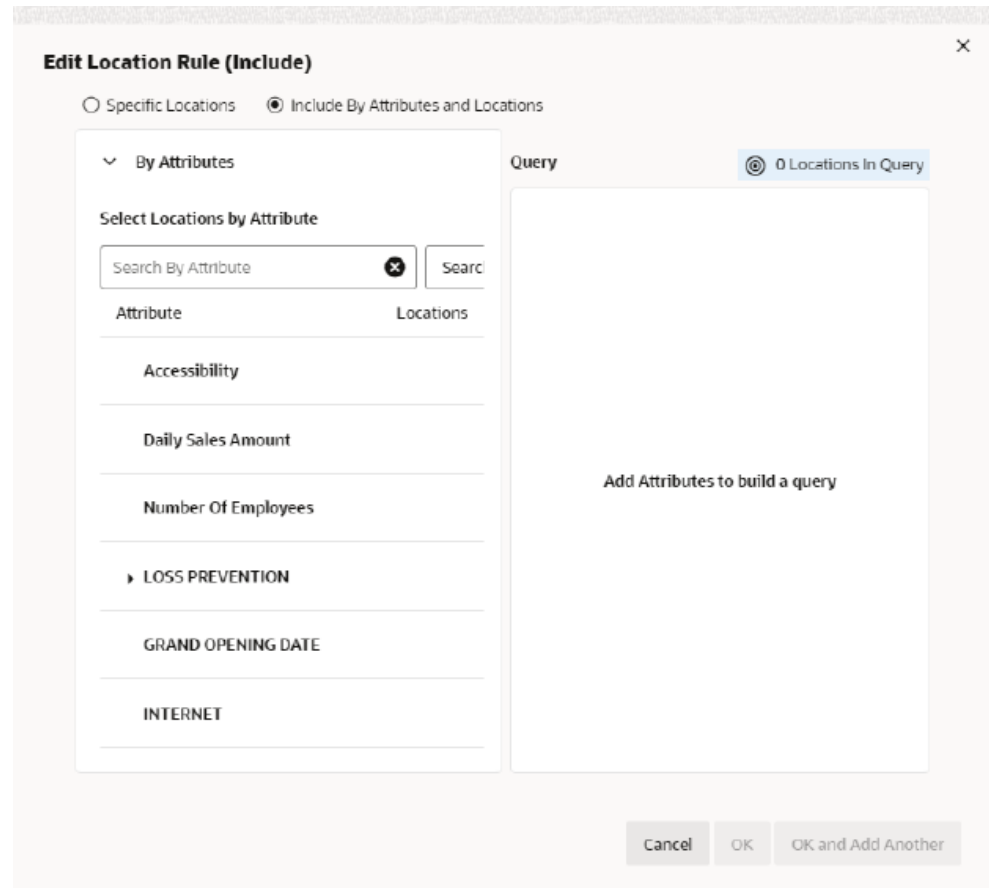 Edit Location Rule (Include)
Specific Locations Include By Attributes and Locations
By Attributes
Select Locations by Attribute
Search By Attribute Searc
Attribute Locations
Accessibility
Daily Sales Amount
Number Of Employees
LOSS PREVENTION
GRAND OPENING DATE
INTERNET
Query 0 Locations In Query
Add Attributes to build a query
Cancel OK OK and Add Another